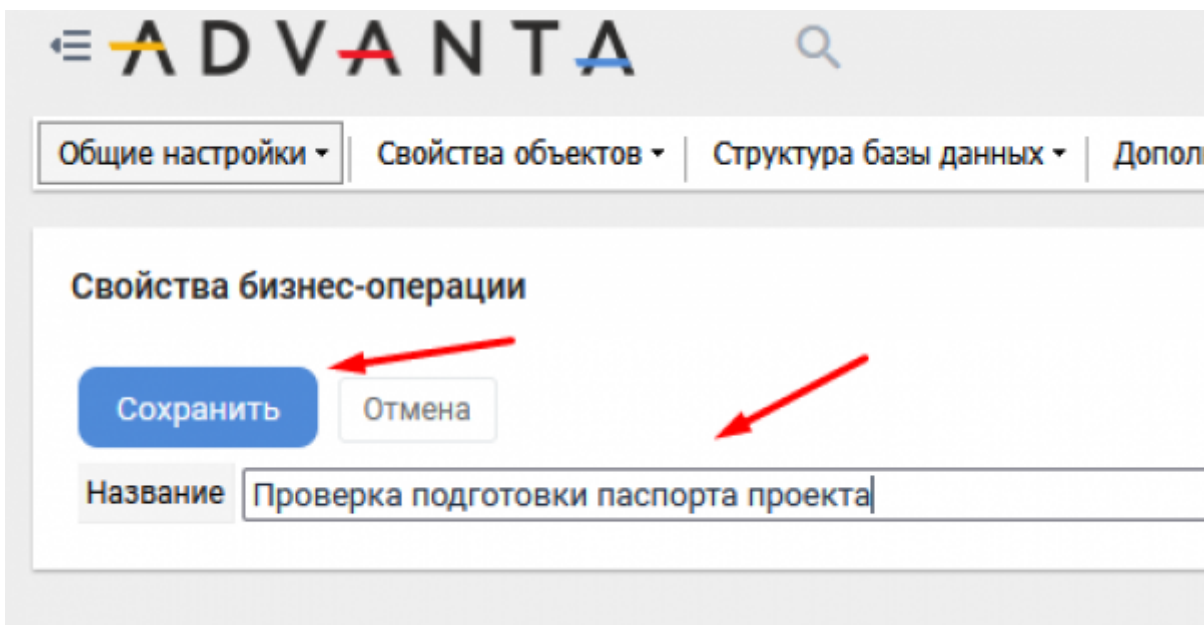 ADVANTA
Общие настройки Свойства объектов Структура базы данных
Свойства бизнес-операции
Сохранить Отмена
Название Проверка подготовки паспорта проекта